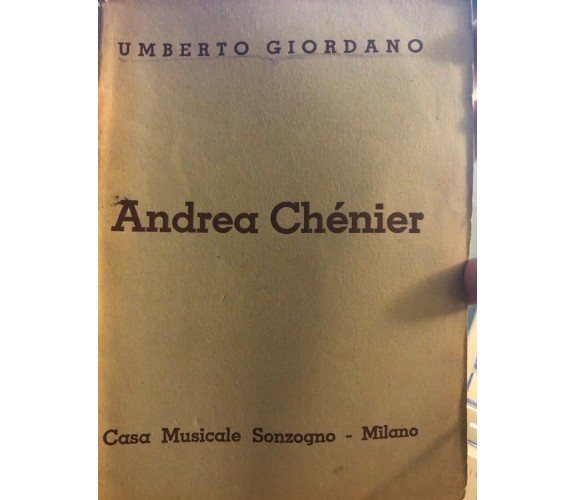 UMBERTO GIORDANO
Andrea Chénier
Casa Musicale Sonzogno - Milano